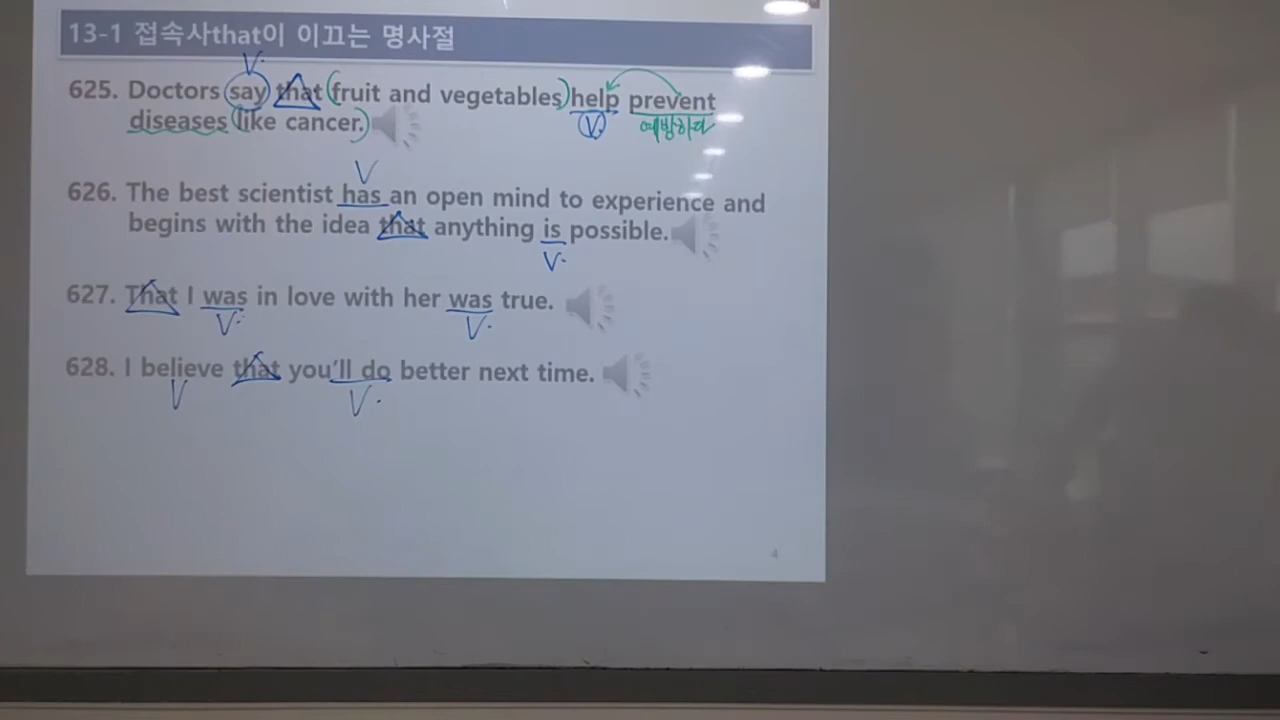 13-1 접속사that이 이끄는 명사절
V.
625. Doctors say that fruit and vegetables help prevent
V. 예방하다
diseases like cancer.
V
626. The best scientist has an open mind to experience and
begins with the idea that anything is possible.
V.
627. That I was in love with her was true.
V. V.
628. I believe that you'll do better next time.
V V.
4